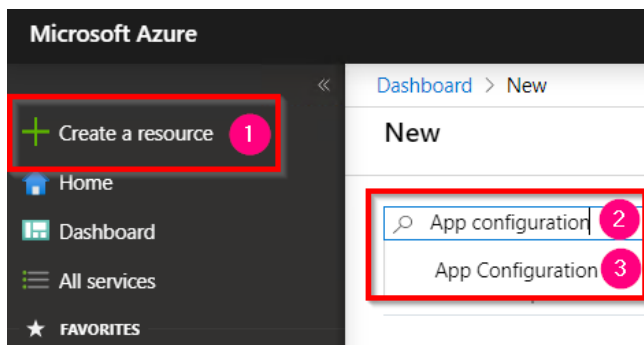 Microsoft Azure
«
Dashboard > New
+ Create a resource 1
New
Home
App configuration 2
Dashboard
App Configuration 3
All services
★ FAVORITES